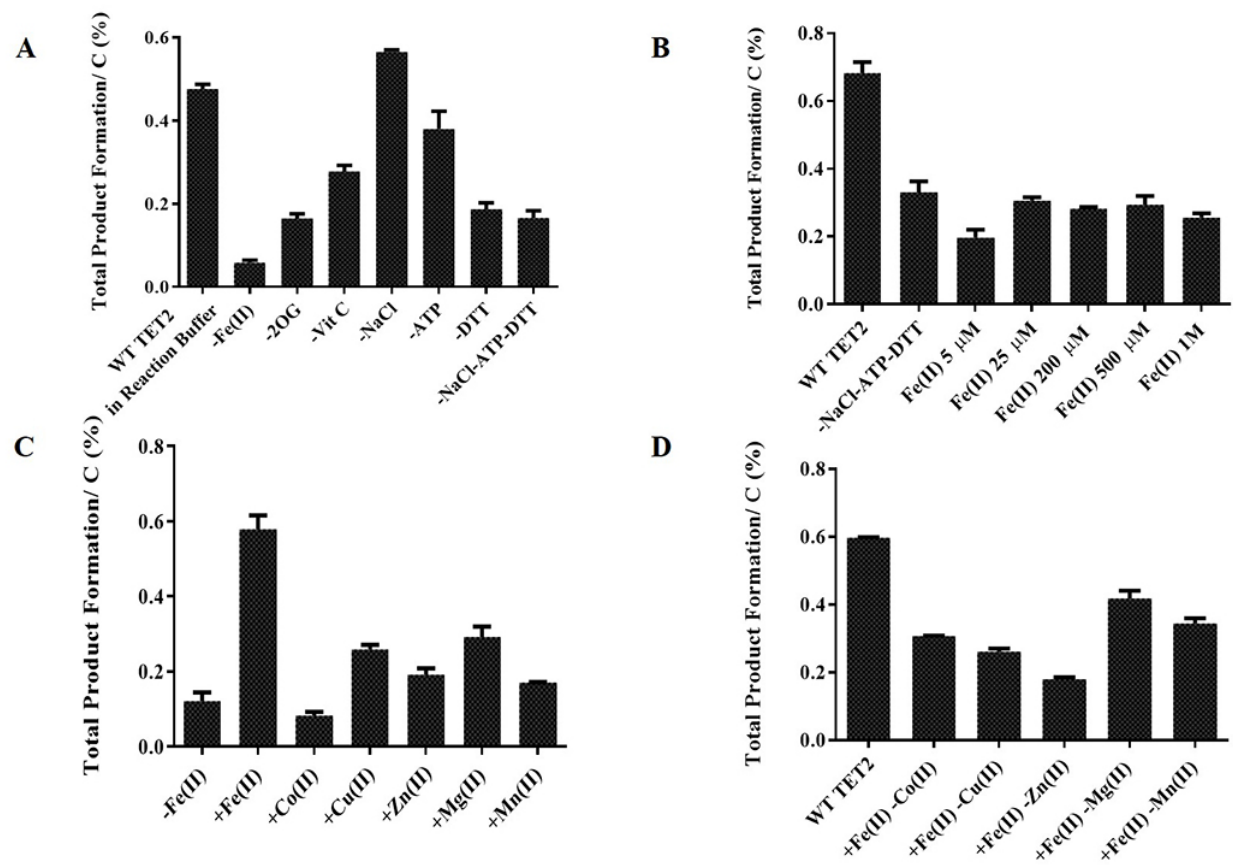 A
Total Product Formation/ C (%)
0.6
0.4
0.2
0.0
WT TET2
in Reaction Buffer
-Fe(II)
-2OG
-Vit C
-NaCl
-ATP
-DTT
-NaCl-ATP-DTT
B
Total Product Formation/ C (%)
0.8
0.6
0.4
0.2
0.0
WT TET2
-NaCl-ATP-DTT
Fe(II) 5 μM
Fe(II) 25 μM
Fe(II) 200 μM
Fe(II) 500 μM
Fe(II) 1M
C
Total Product Formation/ C (%)
0.8
0.6
0.4
0.2
0.0
-Fe(II)
+Fe(II)
+Co(II)
+Cu(II)
+Zn(II)
+Mg(II)
+Mn(II)
D
Total Product Formation/ C (%)
0.8
0.6
0.4
0.2
0.0
WT TET2
+Fe(II) -Co(II)
+Fe(II) -Cu(II)
+Fe(II) -Zn(II)
+Fe(II) -Mg(II)
+Fe(II) -Mn(II)